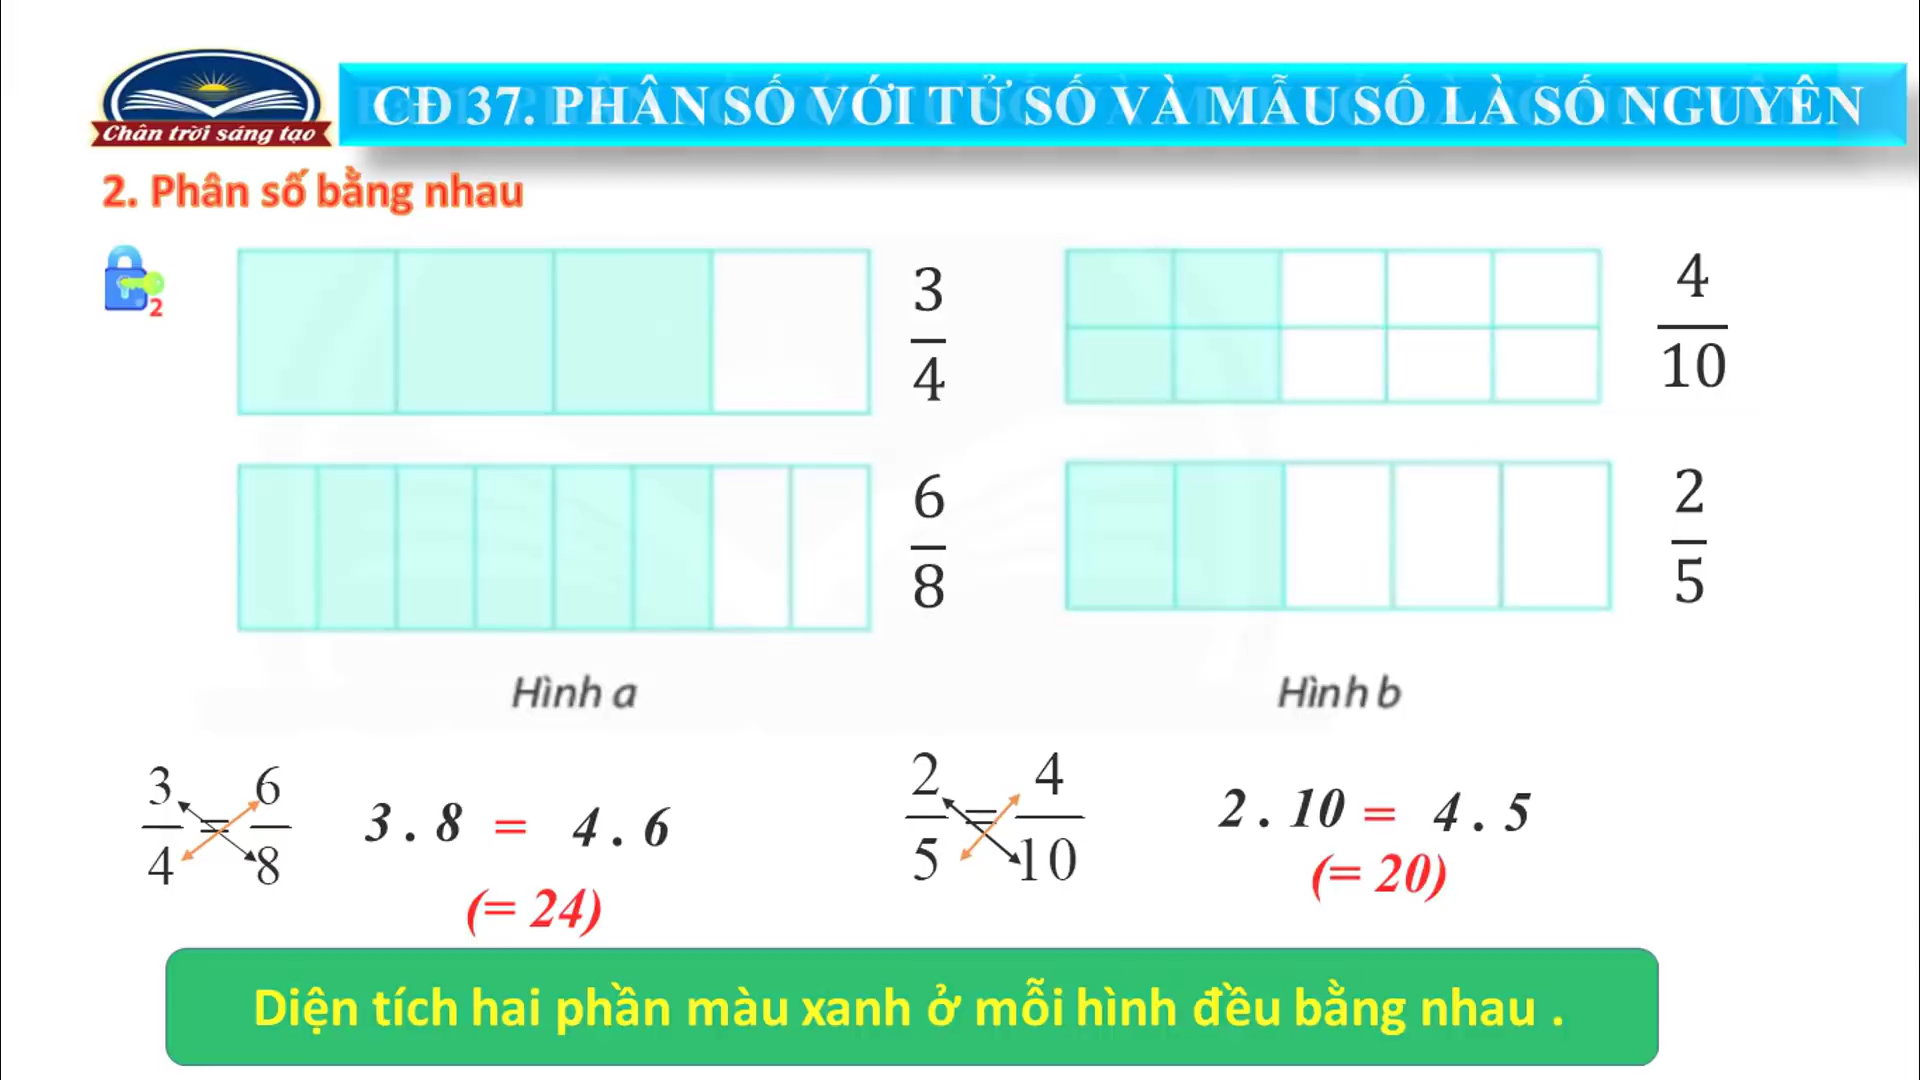 Chân trời sáng tạo
CĐ 37. PHÂN SỐ VỚI TỬ SỐ VÀ MẪU SỐ LÀ SỐ NGUYÊN
2. Phân số bằng nhau
2
3/4
4/10
6/8
2/5
Hình a
Hình b
3/4 = 6/8
3 . 8 = 4 . 6
(= 24)
2/5 = 4/10
2 . 10 = 4 . 5
(= 20)
Diện tích hai phần màu xanh ở mỗi hình đều bằng nhau .